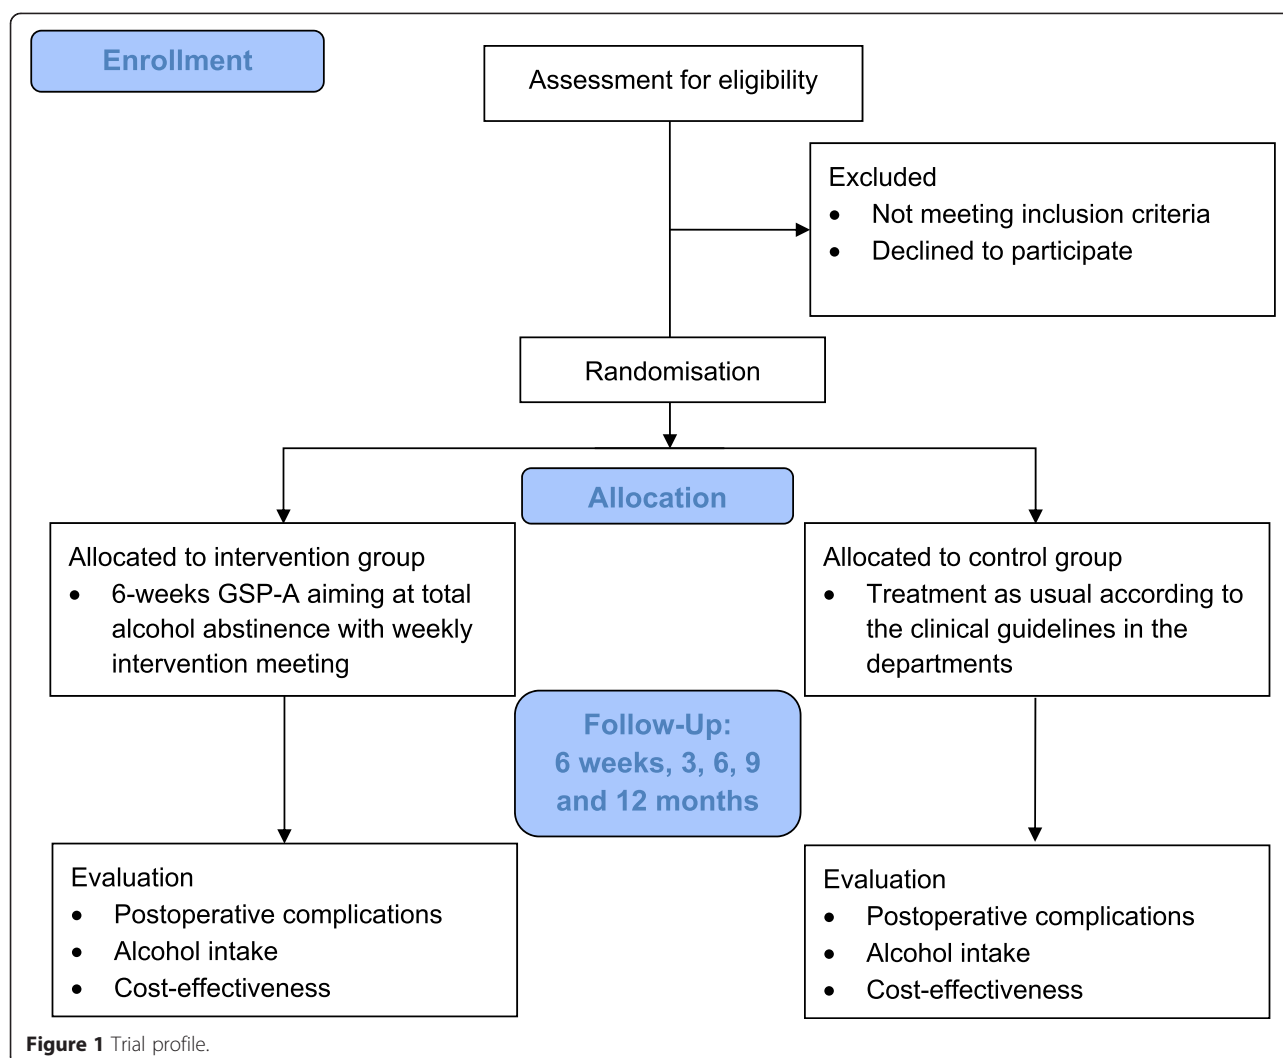 Enrollment
Assessment for eligibility
Excluded
• Not meeting inclusion criteria
• Declined to participate
Randomisation
Allocation
Allocated to intervention group
• 6-weeks GSP-A aiming at total
alcohol abstinence with weekly
intervention meeting
Allocated to control group
• Treatment as usual according to
the clinical guidelines in the
departments
Follow-Up:
6 weeks, 3, 6, 9
and 12 months
Evaluation
• Postoperative complications
• Alcohol intake
• Cost-effectiveness
Evaluation
• Postoperative complications
• Alcohol intake
• Cost-effectiveness
Figure 1 Trial profile.